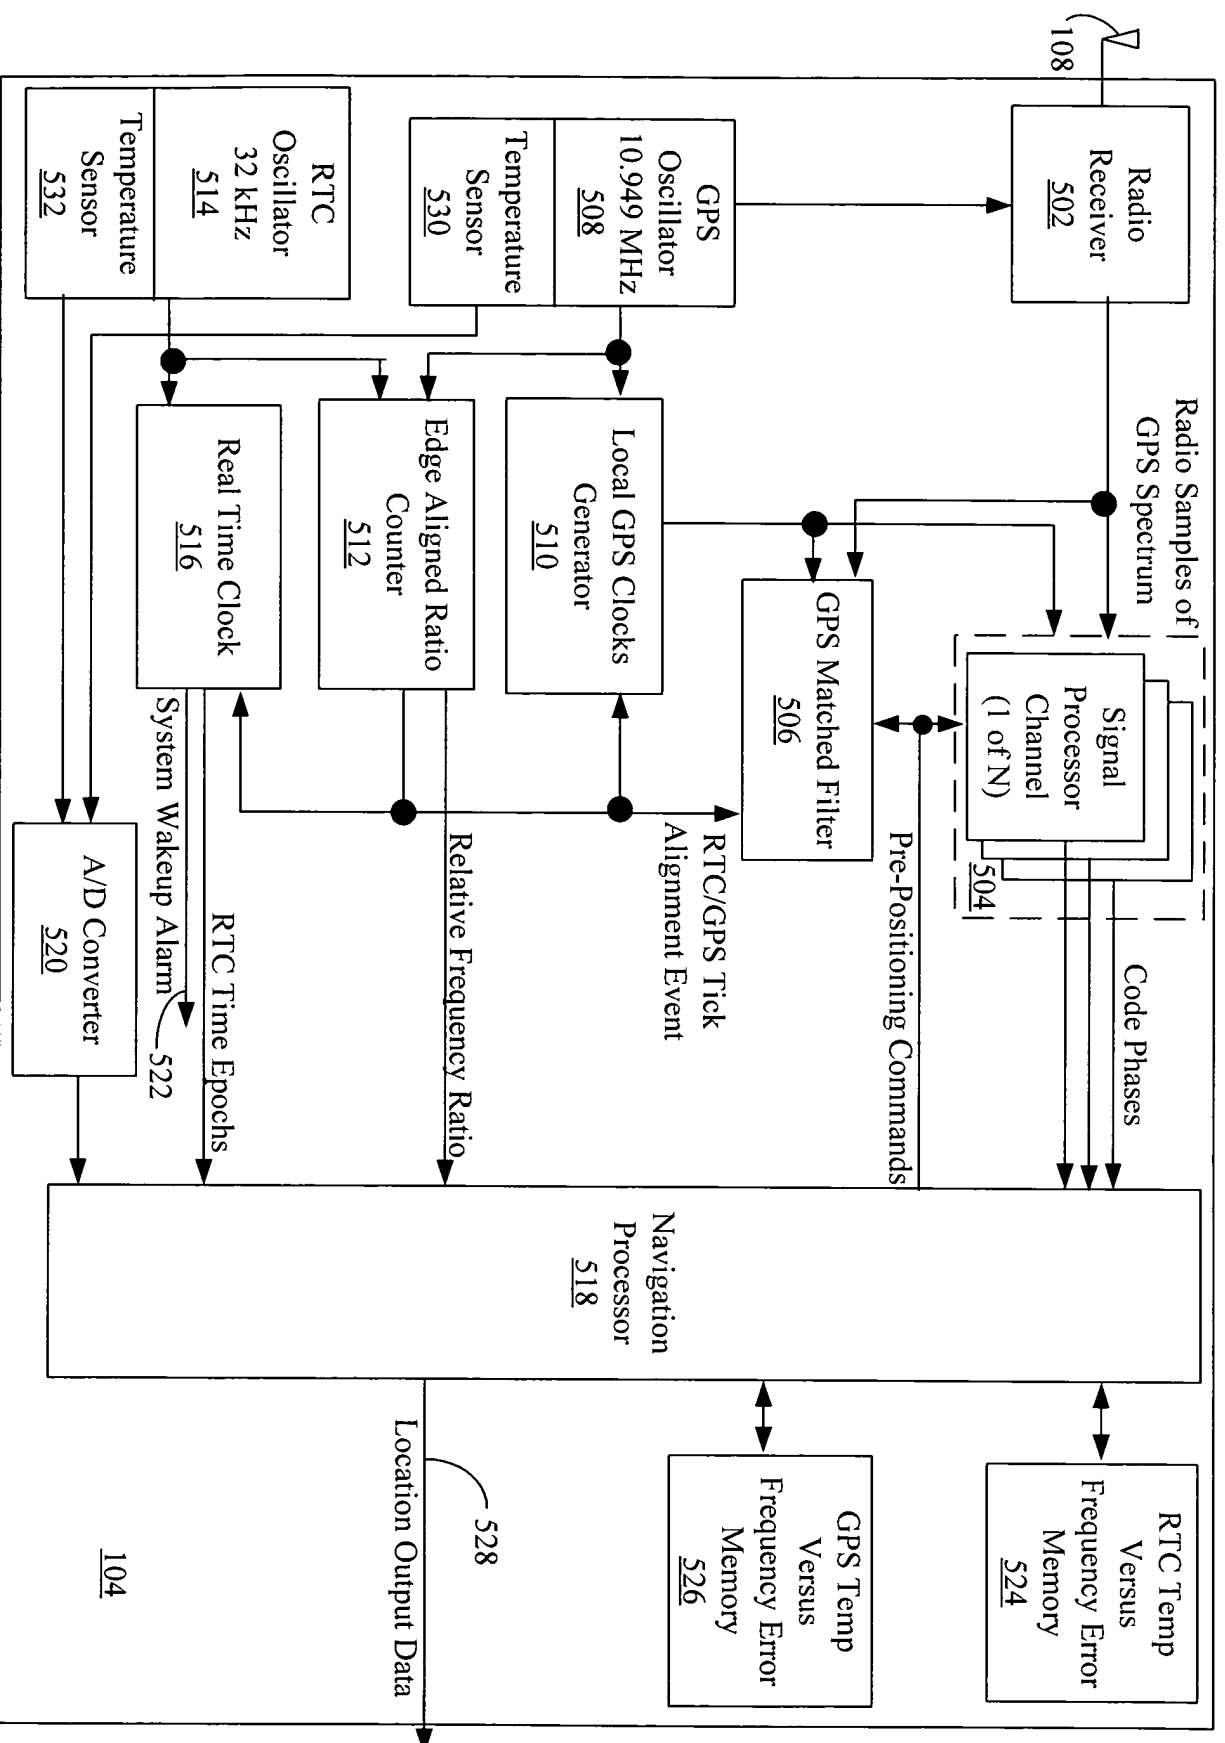 108
Radio
Receiver
502
Radio Samples of
GPS Spectrum
Signal
Processor
Channel
(1 of N)
504
Code Phases
RTC Temp
Versus
Frequency Error
Memory
524
GPS
Oscillator
10.949 MHz
508
Temperature
Sensor
530
GPS Matched Filter
506
Pre-Positioning Commands
GPS Temp
Versus
Frequency Error
Memory
526
Local GPS Clocks
Generator
510
RTC/GPS Tick
Alignment Event
Navigation
Processor
518
RTC
Oscillator
32 kHz
514
Temperature
Sensor
532
Edge Aligned Ratio
Counter
512
Relative Frequency Ratio
528
Location Output Data
Real Time Clock
516
RTC Time Epochs
System Wakeup Alarm
522
A/D Converter
520
104